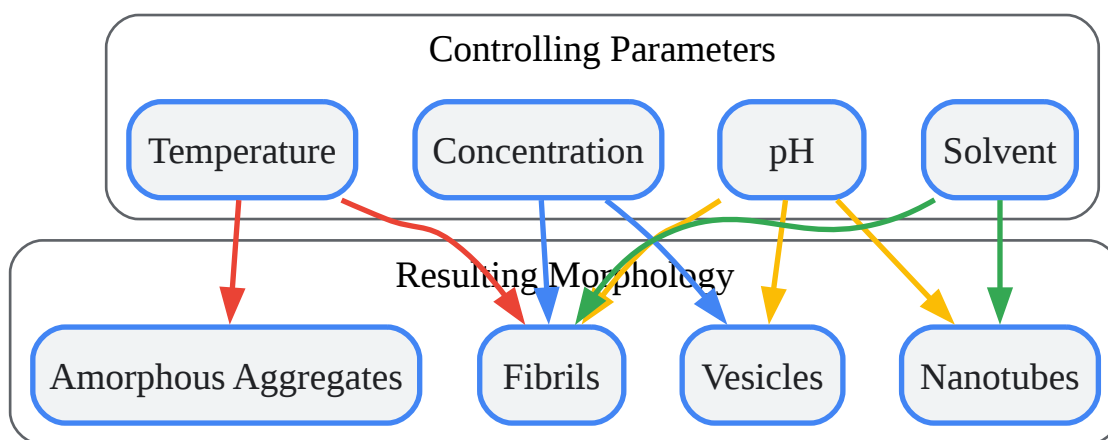 Controlling Parameters
Temperature
Concentration
pH
Solvent
Resulting Morphology
Amorphous Aggregates
Fibrils
Vesicles
Nanotubes